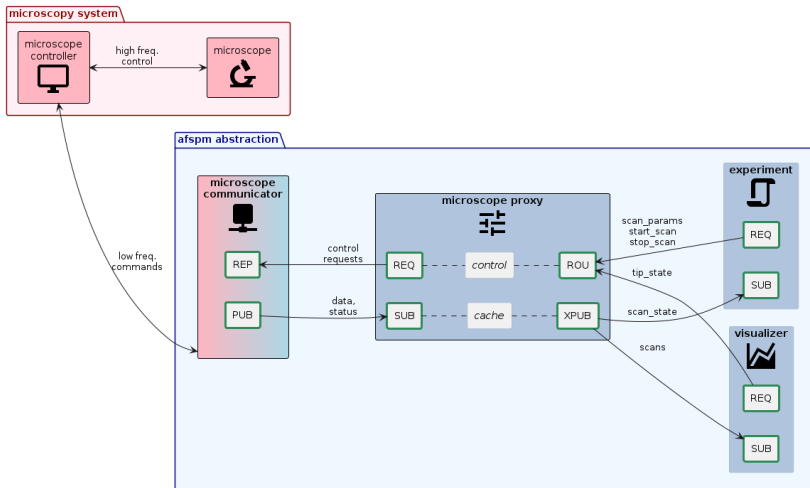 microscopy system
microscope
controller
high freq.
control
microscope
afspm abstraction
microscope
communicator
REP
PUB
low freq.
commands
control
requests
data,
status
microscope proxy
REQ
control
ROU
SUB
cache
XPUB
scan_params
start_scan
stop_scan
tip_state
scan_state
scans
experiment
REQ
SUB
visualizer
REQ
SUB